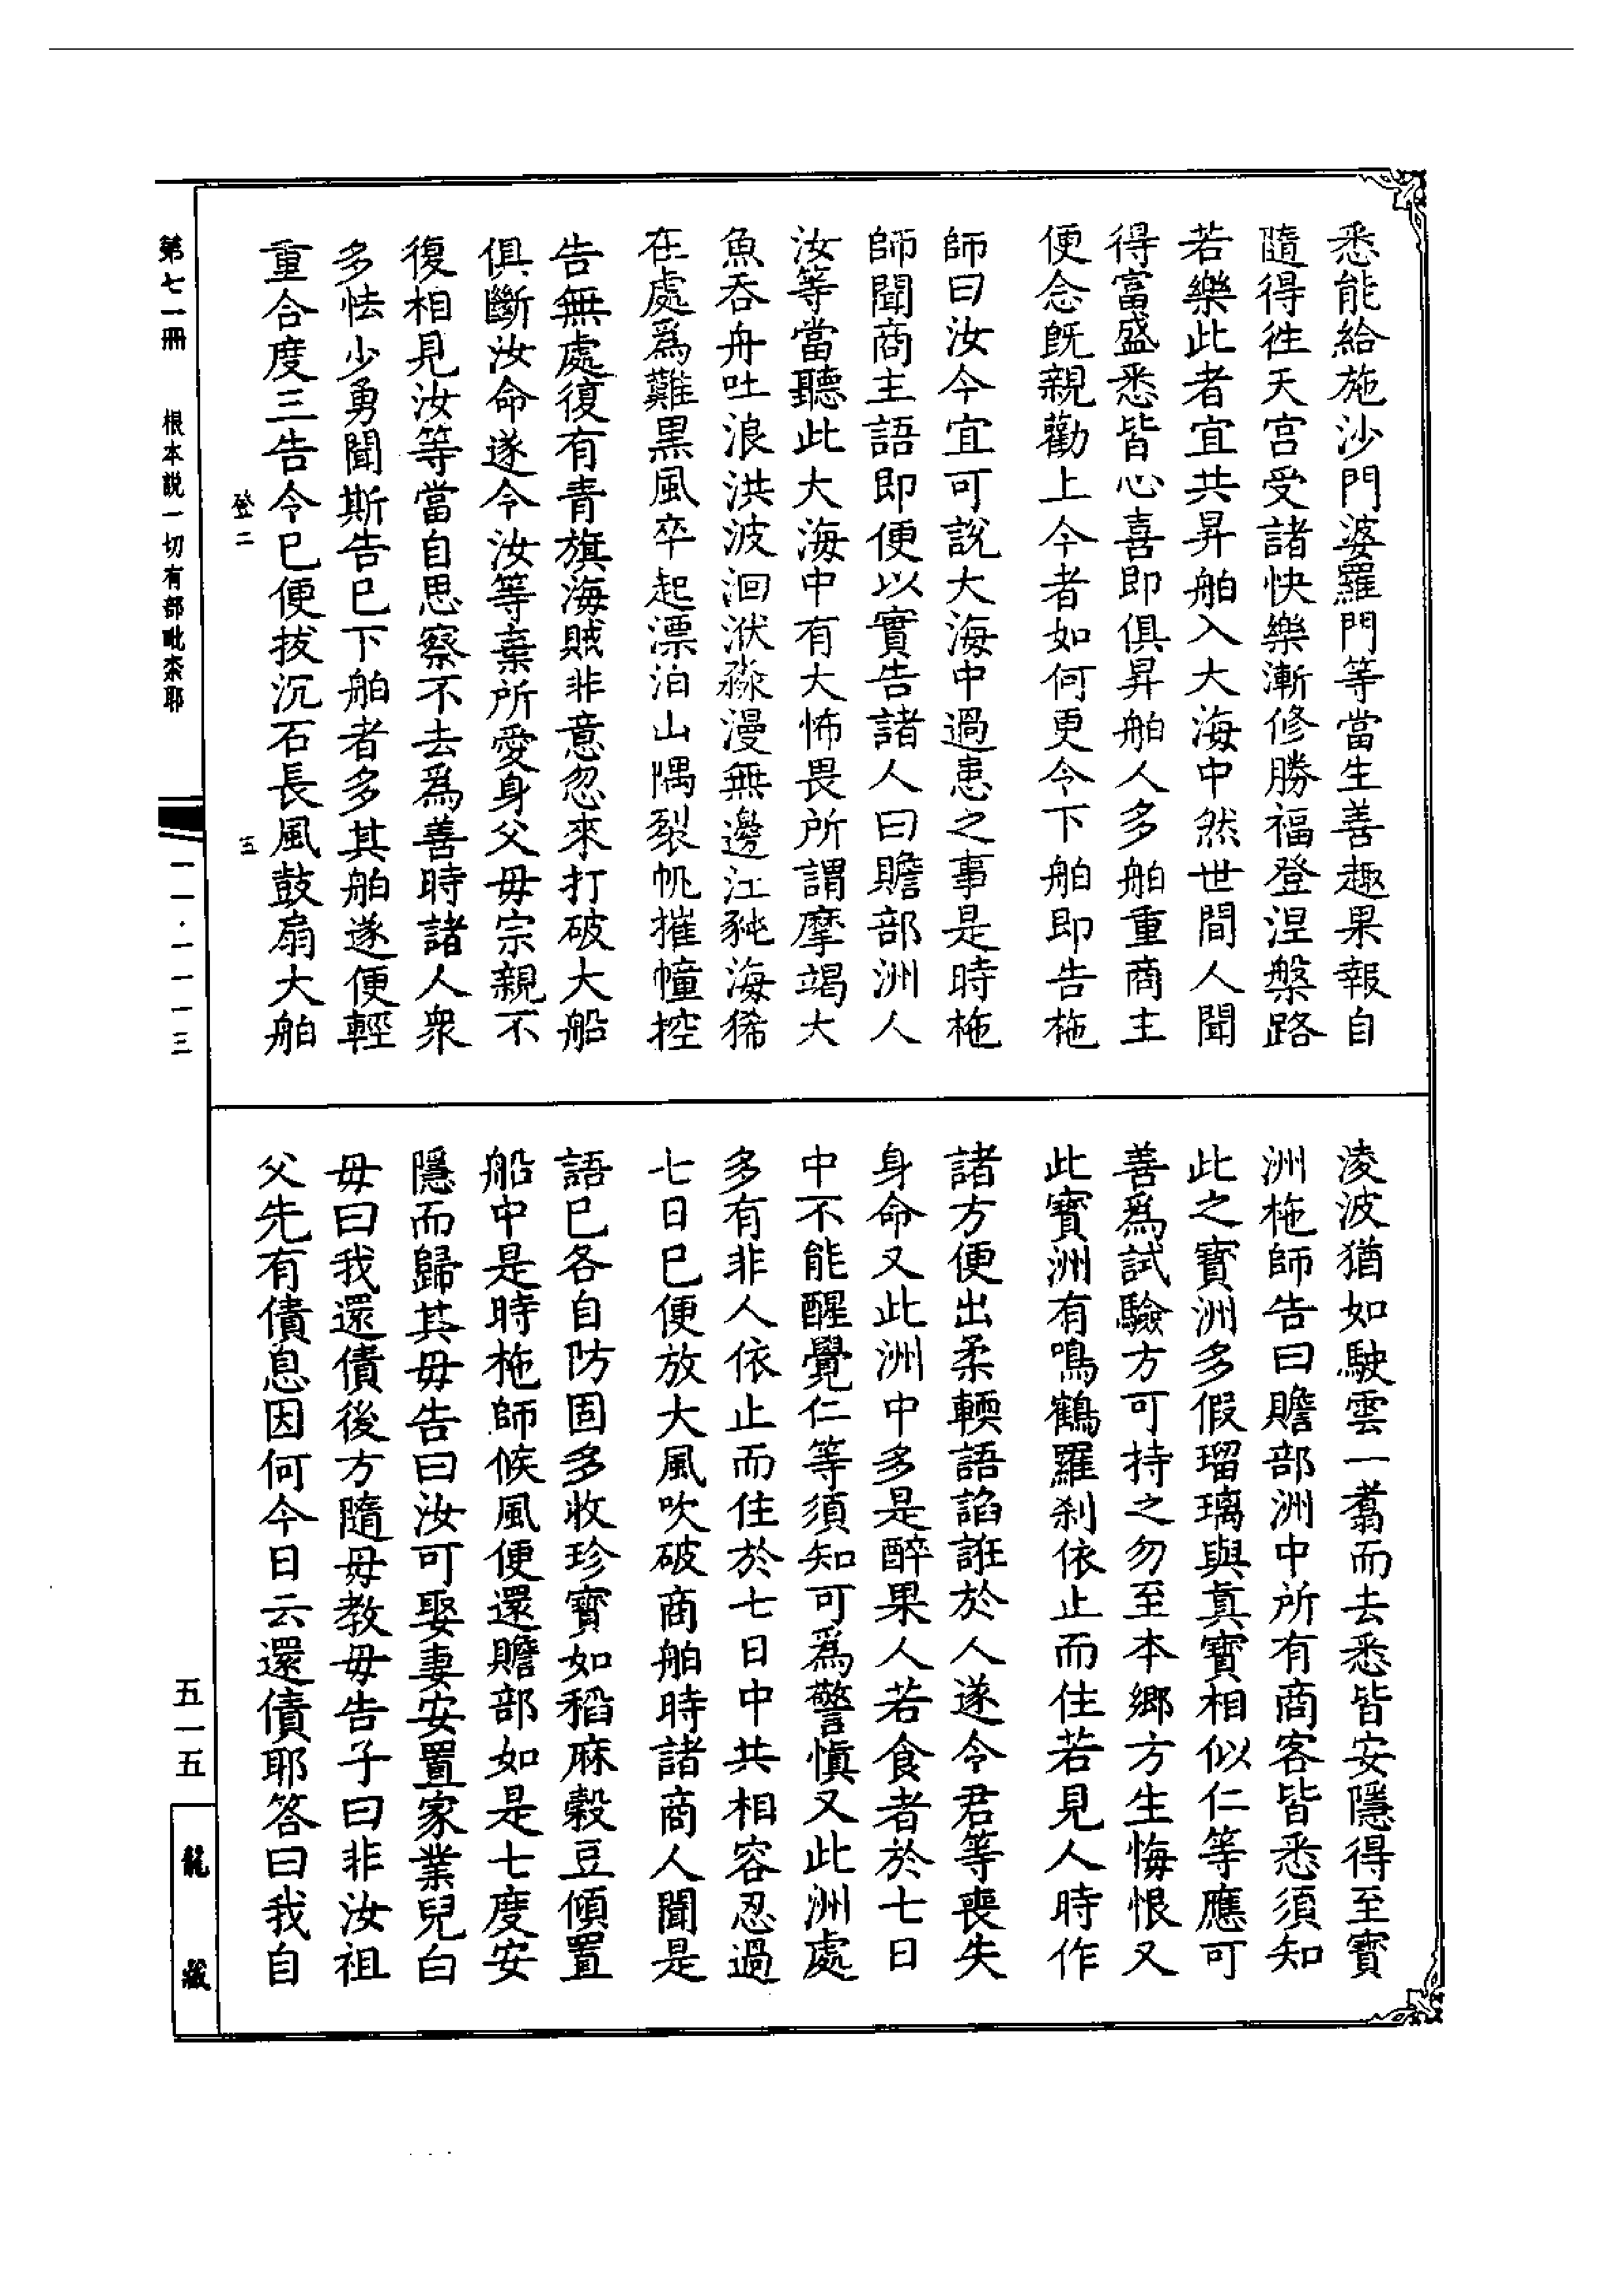 悉能給施沙門婆羅門等當生善趣果報自
隨得徃天宮受諸快樂漸修勝福登涅槃路
若樂此者宜共昇舶入大海中然世間人聞
得富盛悉皆心喜即俱昇舶人多舶重商主
便念既親勸上今者如何更令下舶即告柂
師曰汝今宜可說大海中過患之事是時柂
師聞商主語即便以實告諸人曰贍部洲人
汝等當聽此大海中有大怖畏所謂摩竭大
魚吞舟吐浪洪波洄洑淼漫無邊江豘海狶
在處爲難黒風卒起漂泊山隅裂帆摧幢控
告無處復有青旗海賊非意忽來打破大船
俱斷汝命遂令汝等棄所愛身父毋宗親不
復相見汝等當自思察不去爲善時諸人衆
多怯少勇聞斯告已下舶者多其舶遂便輕
重合度三告令已便拔沉石長風鼓扇大舶
凌波猶如駛雲一翥而去悉皆安隱得至寳
洲柂師告曰贍部洲中所有商客皆悉須知
此之寳洲多假瑠璃與真寳相似仁等應可
善爲試驗方可持之勿至本郷方生悔恨又
此寳洲有鳴鶴羅刹依止而住若見人時作
諸方便出柔輭語諂誑於人遂令君等喪失
身命又此洲中多是醉果人若食者於七日
中不能醒覺仁等須知可爲警慎又此洲處
多有非人依止而住於七日中共相容忍過
七日已便放大風吹破商舶時諸商人聞是
語已各自防固多收珍寳如稻麻穀豆傾置
船中是時柂師候風便還贍部如是七度安
隱而歸其毋告曰汝可娶妻安置家業兒白
毋曰我還債後方隨毋教毋告子曰非汝祖
父先有債息因何今日云還債耶答曰我自
登二
三
第七一冊
根本説一切有部毗柰耶
一一·一一一三
五一五
龍藏